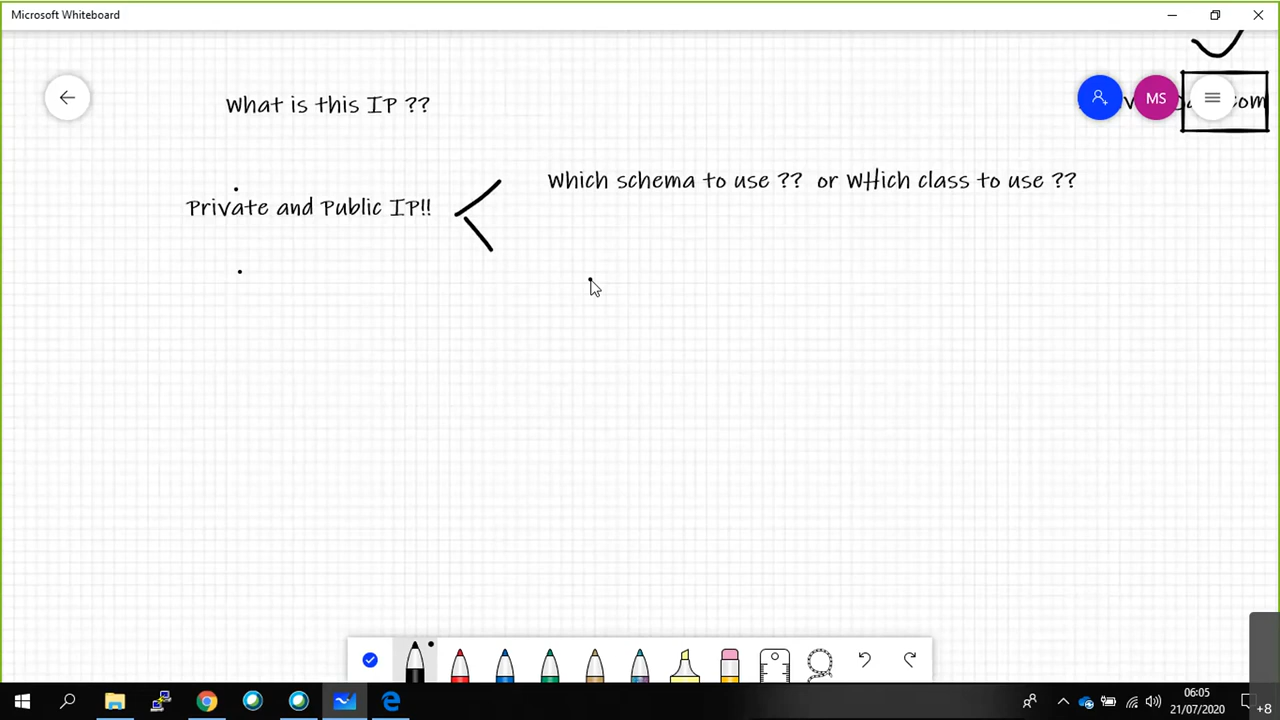 Microsoft Whiteboard
What is this IP ??
MS
Which schema to use ?? or WHich class to use ??
Private and Public IP!!
06:05
21/07/2020
+8